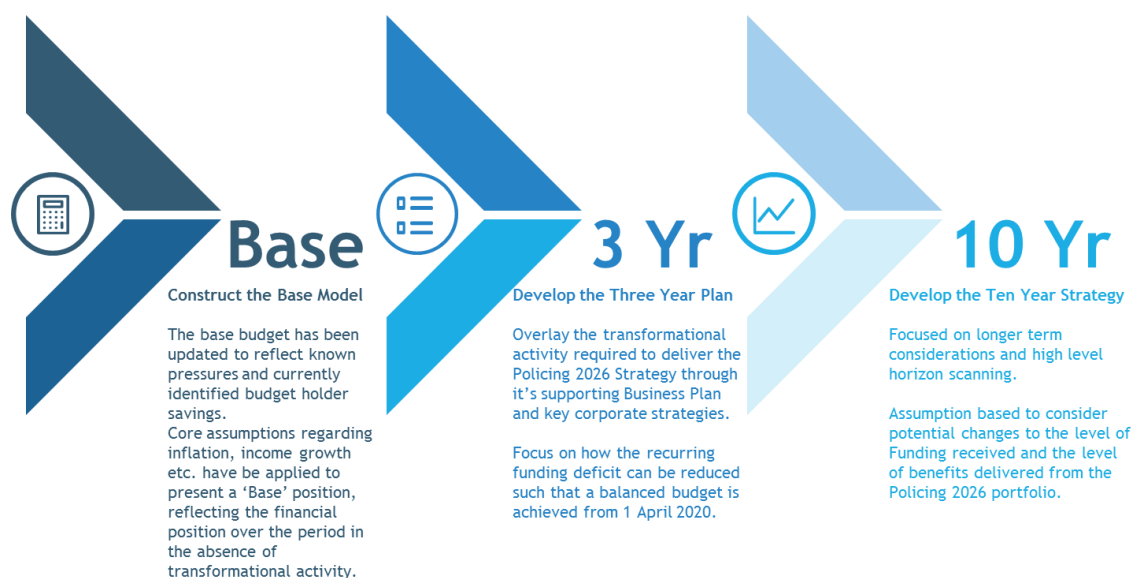 Base
Construct the Base Model
The base budget has been
updated to reflect known
pressures and currently
identified budget holder
savings.
Core assumptions regarding
inflation, income growth
etc. have be applied to
present a ‘Base’ position,
reflecting the financial
position over the period in
the absence of
transformational activity.
3 Yr
Develop the Three Year Plan
Overlay the transformational
activity required to deliver the
Policing 2026 Strategy through
it’s supporting Business Plan
and key corporate strategies.
Focus on how the recurring
funding deficit can be reduced
such that a balanced budget is
achieved from 1 April 2020.
10 Yr
Develop the Ten Year Strategy
Focused on longer term
considerations and high level
horizon scanning.
Assumption based to consider
potential changes to the level of
Funding received and the level
of benefits delivered from the
Policing 2026 portfolio.